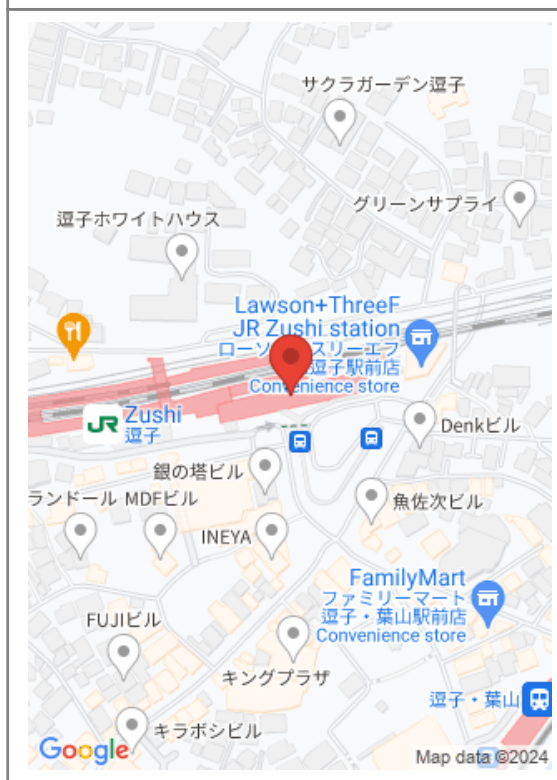 サクラガーデン逗子
グリーンサプライ
逗子ホワイトハウス
Lawson+ThreeF
JR Zushi station
ローソ スリーエフ
逗子駅前店
Convenience store
JR
Zushi
逗子
Denkビル
銀の塔ビル
ランドール MDFビル
魚佐次ビル
INEYA
FamilyMart
ファミリーマート
逗子・葉山駅前店
Convenience store
FUJIビル
キングプラザ
逗子・葉山
キラボシビル
Google
Map data ©2024